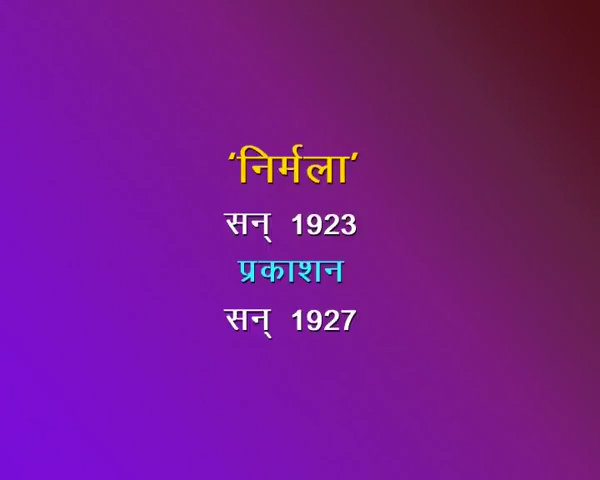 ‘निर्मला’
सन् 1923
प्रकाशन
सन् 1927